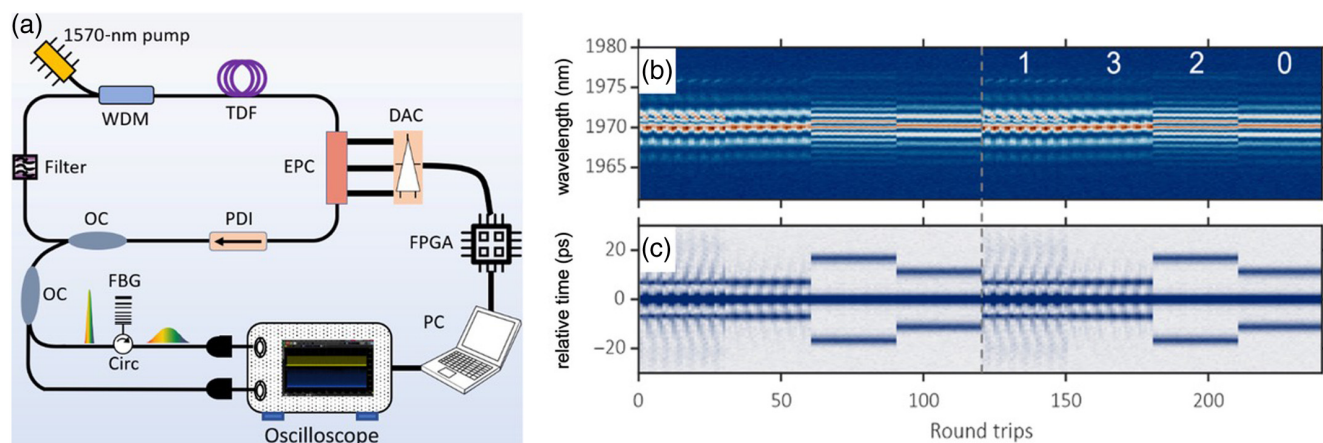 (a)
1570-nm pump
WDM
TDF
DAC
Filter
EPC
OC
PDI
FPGA
OC
FBG
Circ
PC
Oscilloscope
(b)
wavelength (nm)
1980
1975
1970
1965
1 3 2 0
(c)
relative time (ps)
20
0
−20
0 50 100 150 200
Round trips